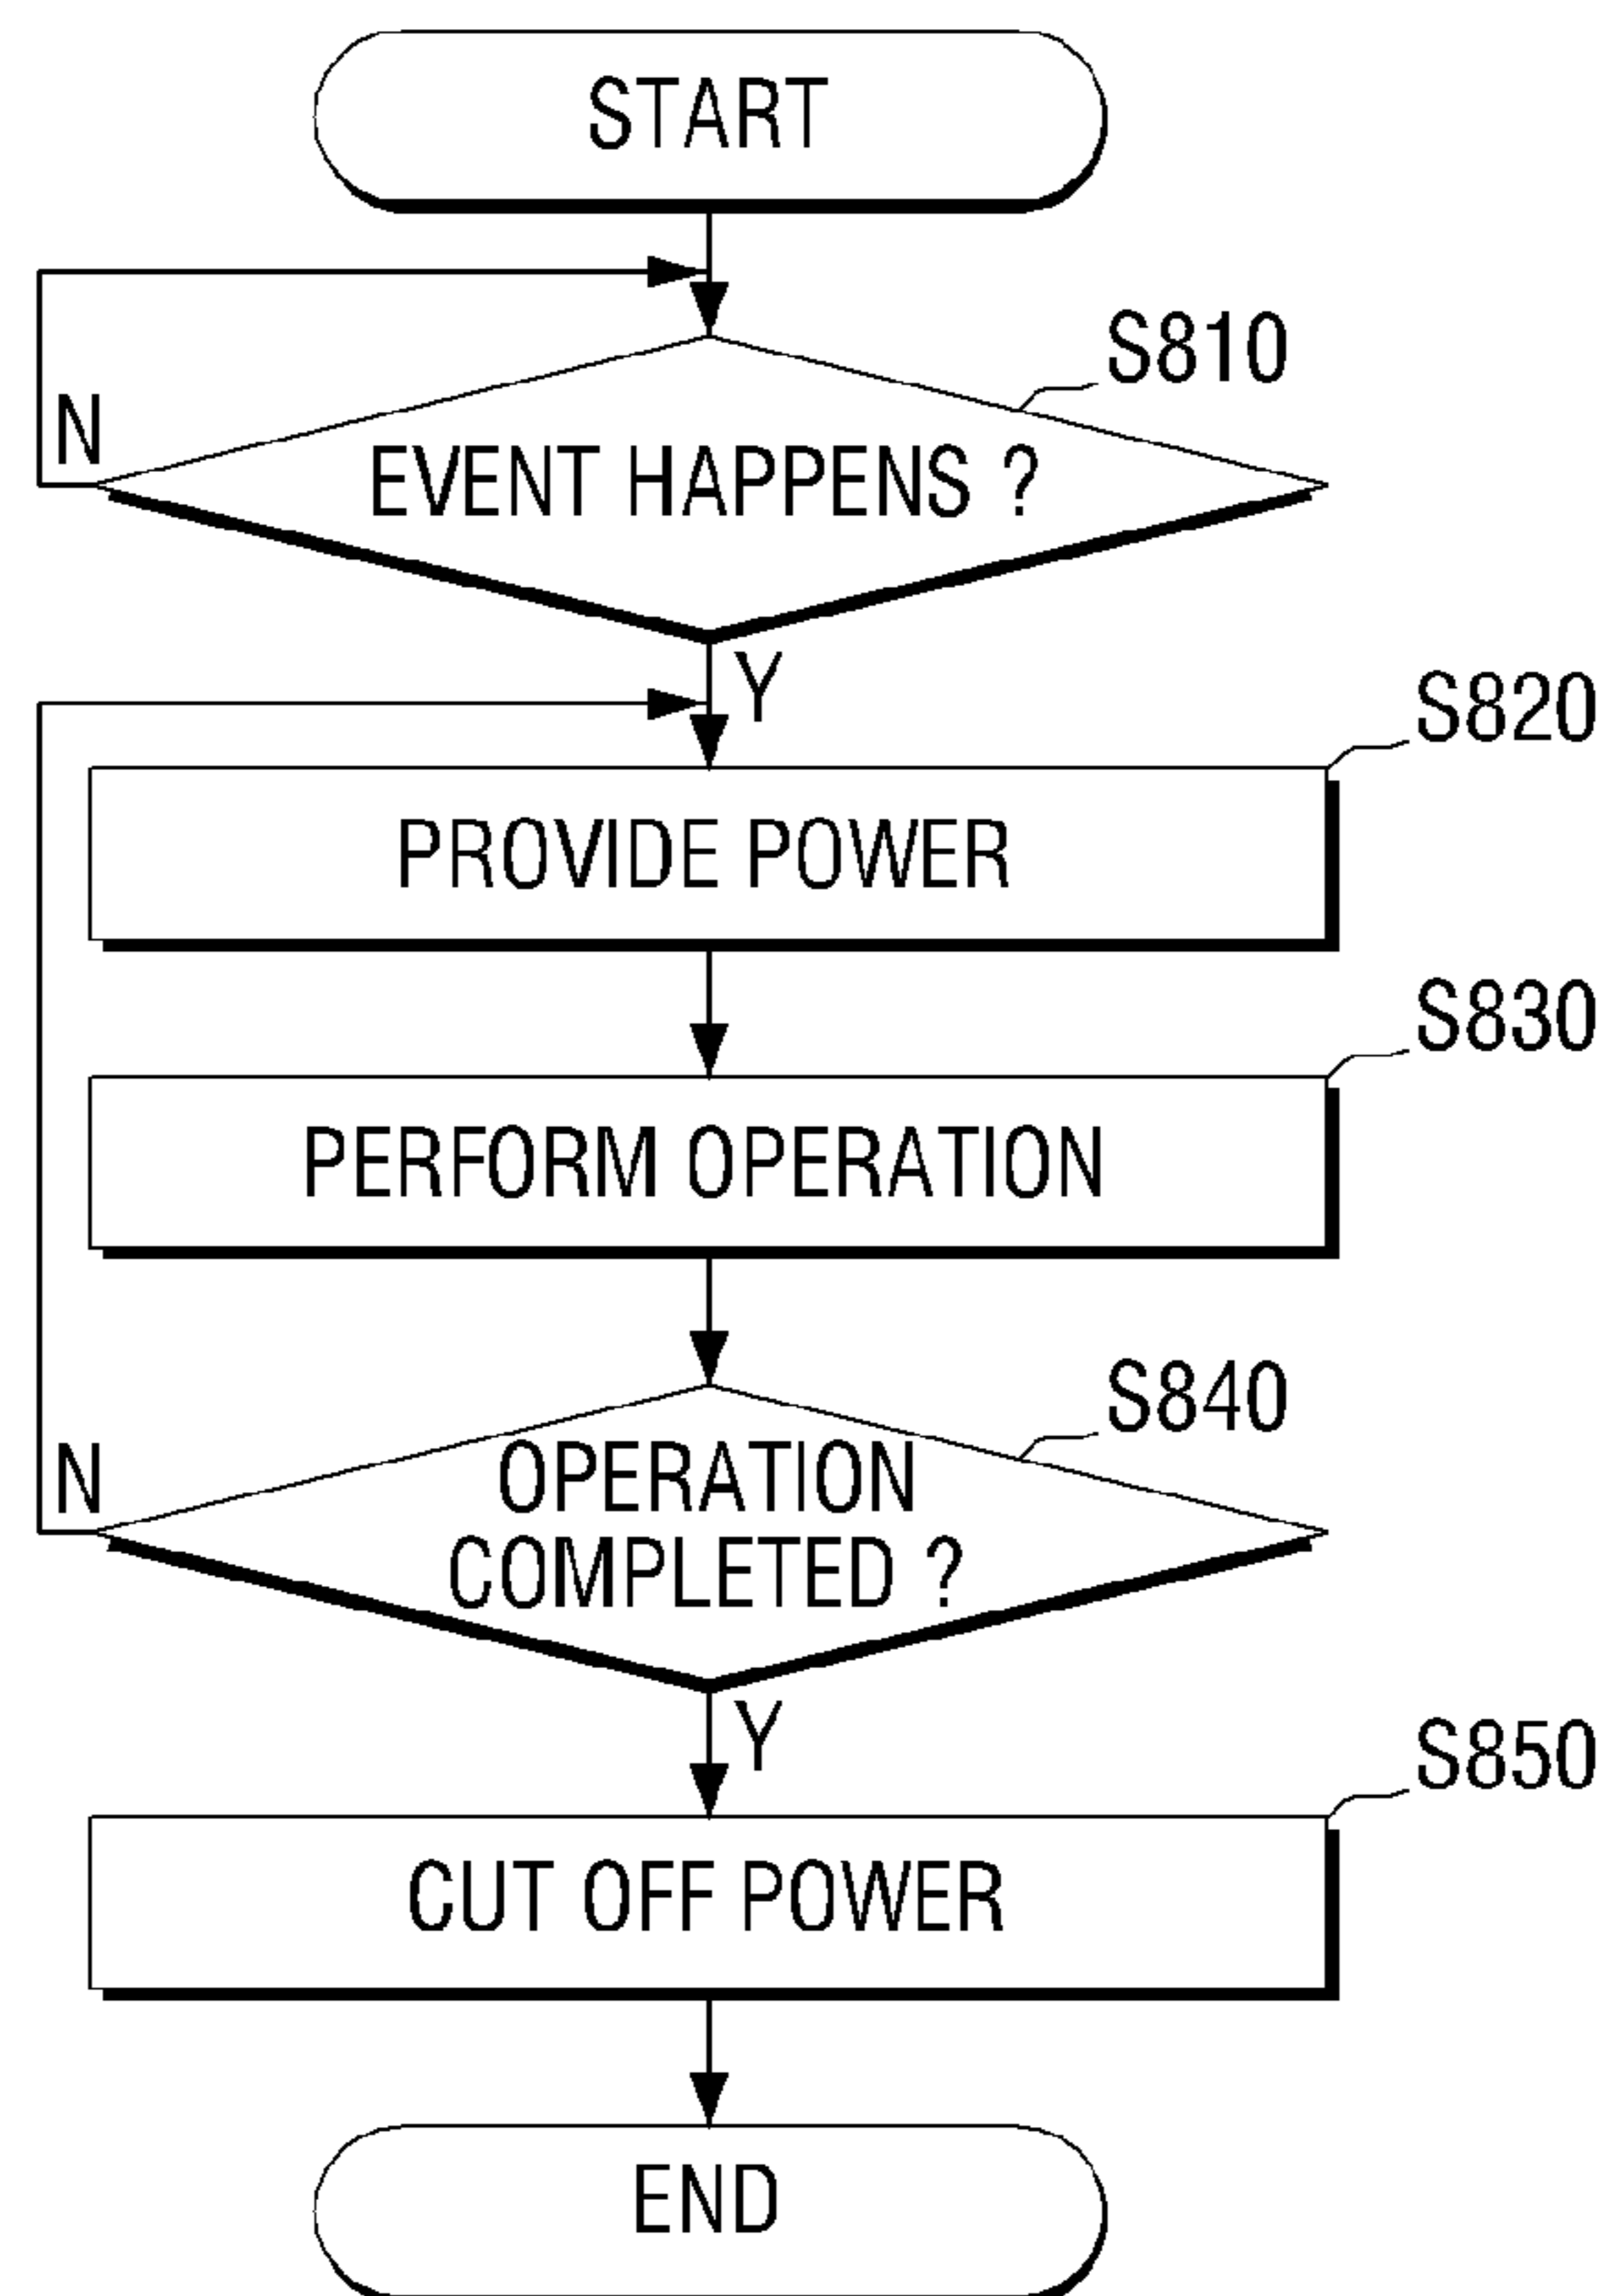 START
S810
N
EVENT HAPPENS ?
Y
S820
PROVIDE POWER
S830
PERFORM OPERATION
S840
N
OPERATION
COMPLETED ?
Y
S850
CUT OFF POWER
END